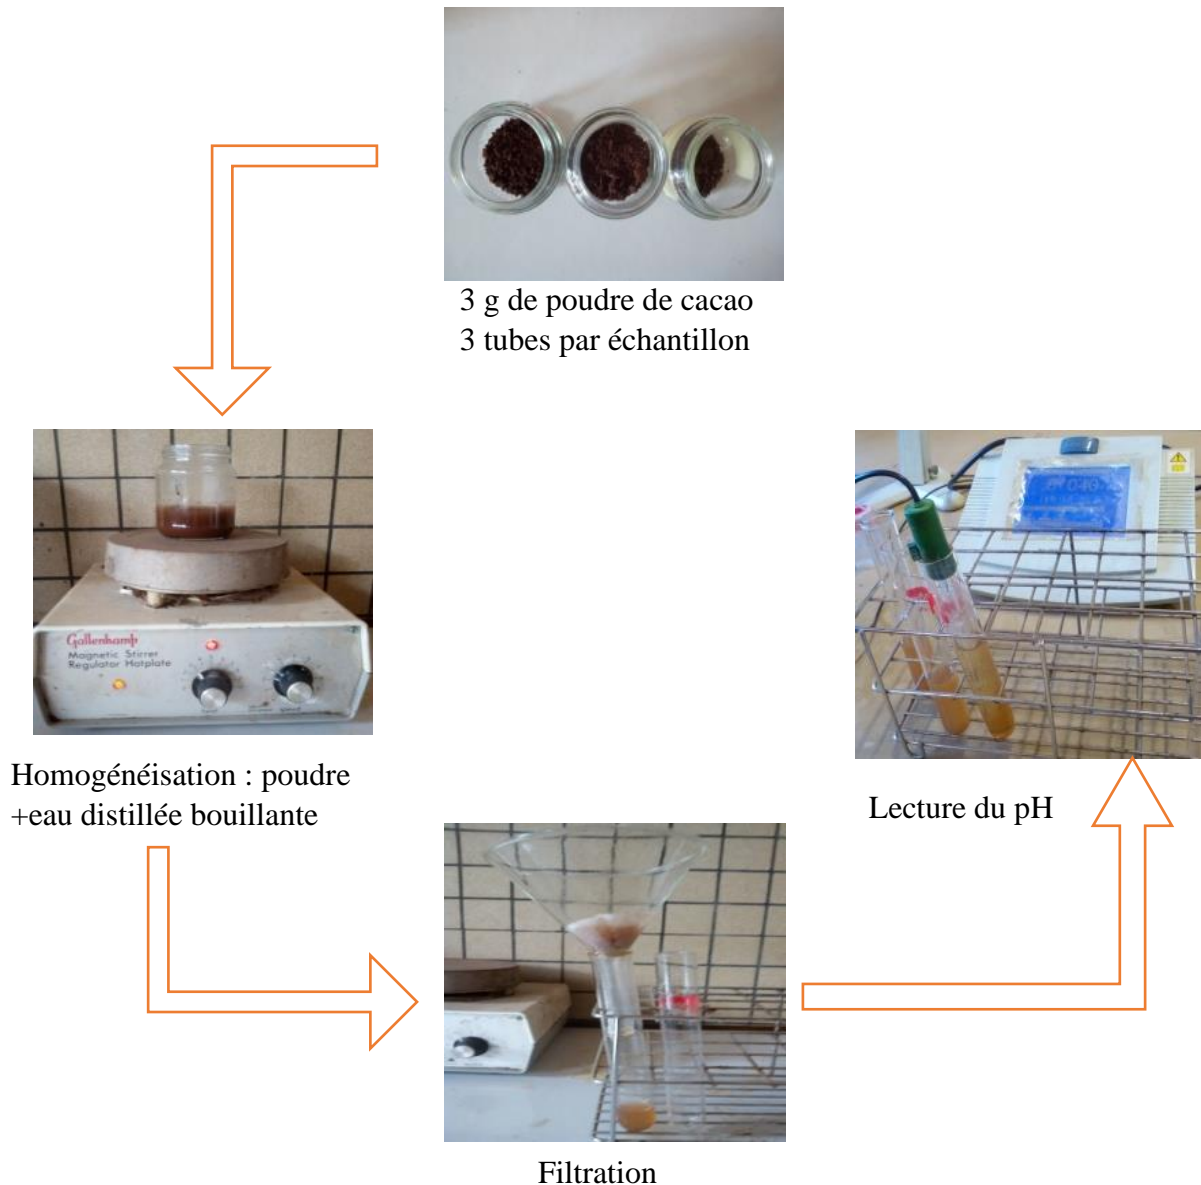 3 g de poudre de cacao
3 tubes par échantillon
Gallenkamp
Magnetic Stirrer
Regulator Hotplate
Homogénéisation : poudre
+eau distillée bouillante
Lecture du pH
Filtration